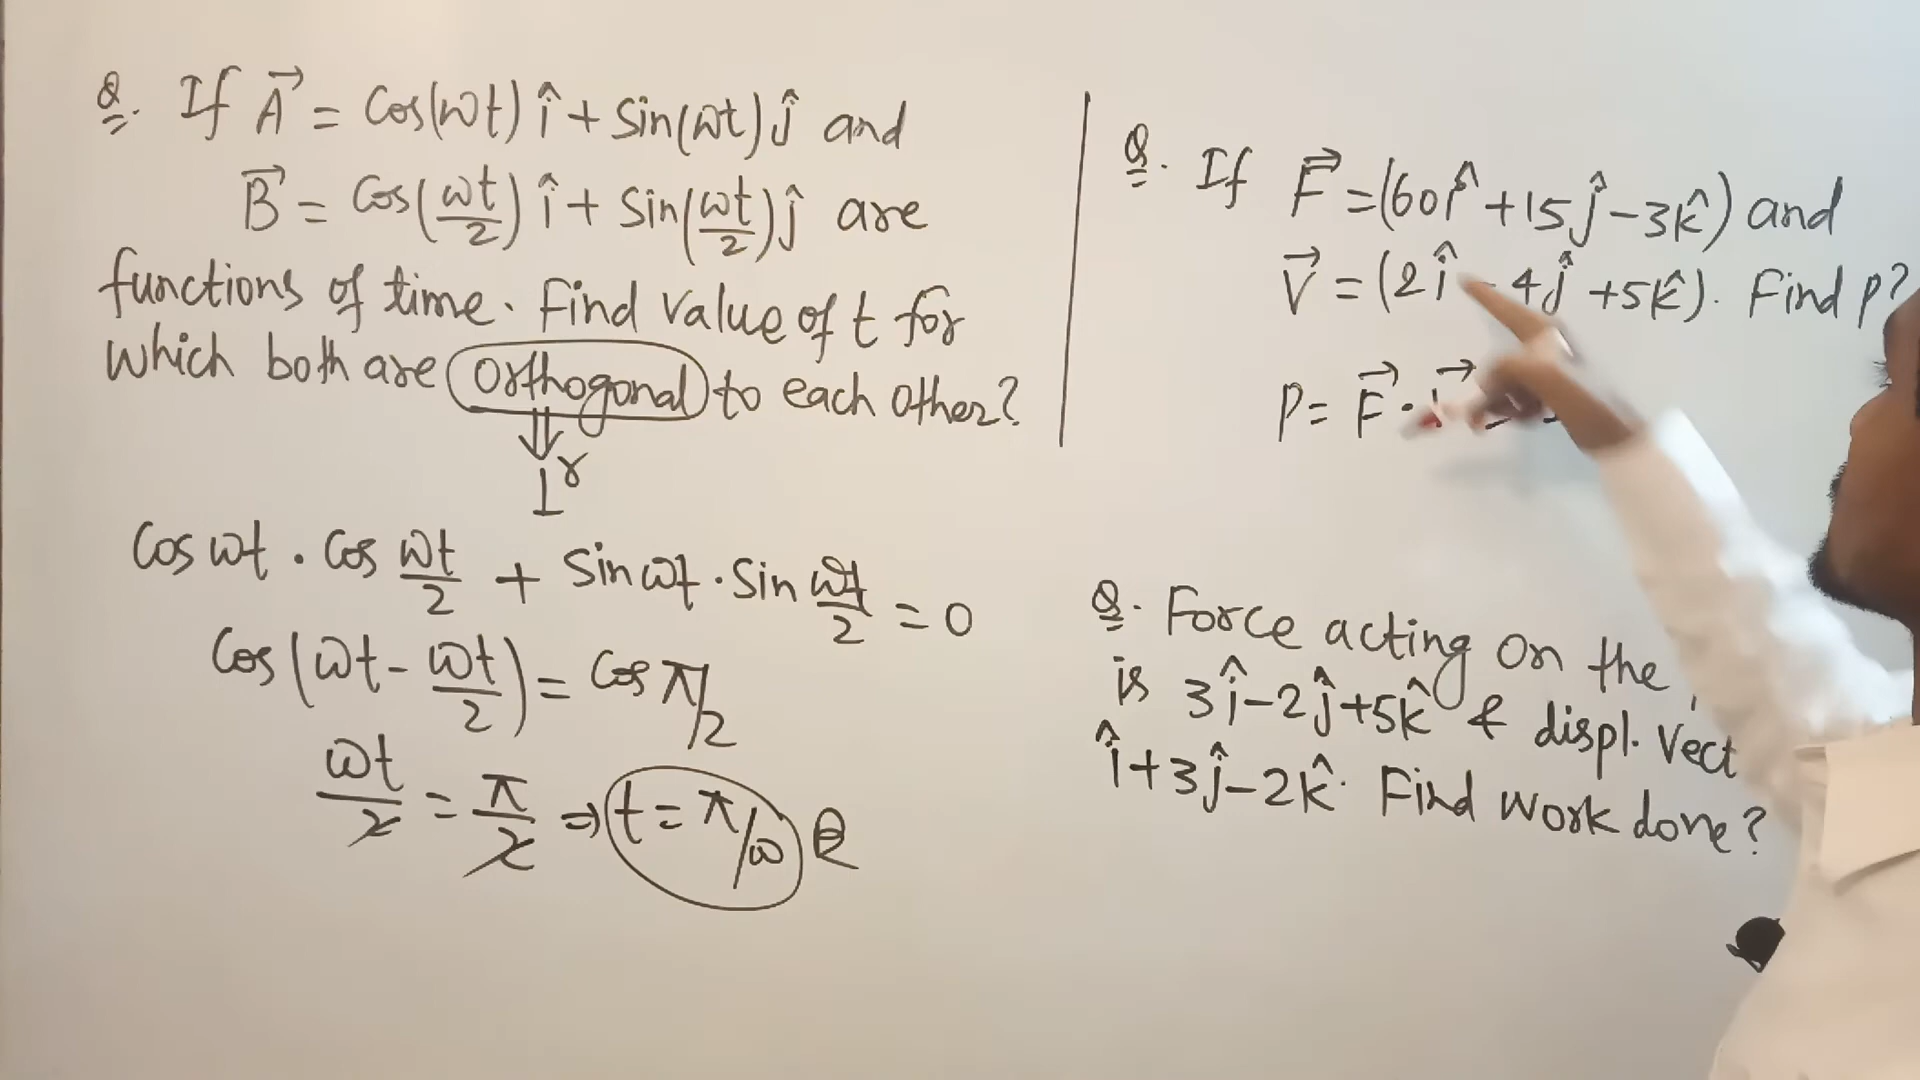 Q. If A⃗ = Cos(ωt) î + Sin(ωt) ĵ and
B⃗ = Cos(ωt/2) î + Sin(ωt/2) ĵ are
functions of time. Find value of t for
which both are Orthogonal to each other?
⇓
⊥r
Cos ωt . Cos ωt/2 + Sin ωt . Sin ωt/2 = 0
Cos(ωt - ωt/2) = Cos π/2
ωt/2 = π/2 ⇒ t = π/ω
Q. If F⃗ = (60î + 15ĵ - 3k̂) and
V⃗ = (2î - 4ĵ + 5k̂). Find P?
P = F⃗ .
Q. Force acting on the
is 3î - 2ĵ + 5k̂ & displ.
î + 3ĵ - 2k̂. Find work done?